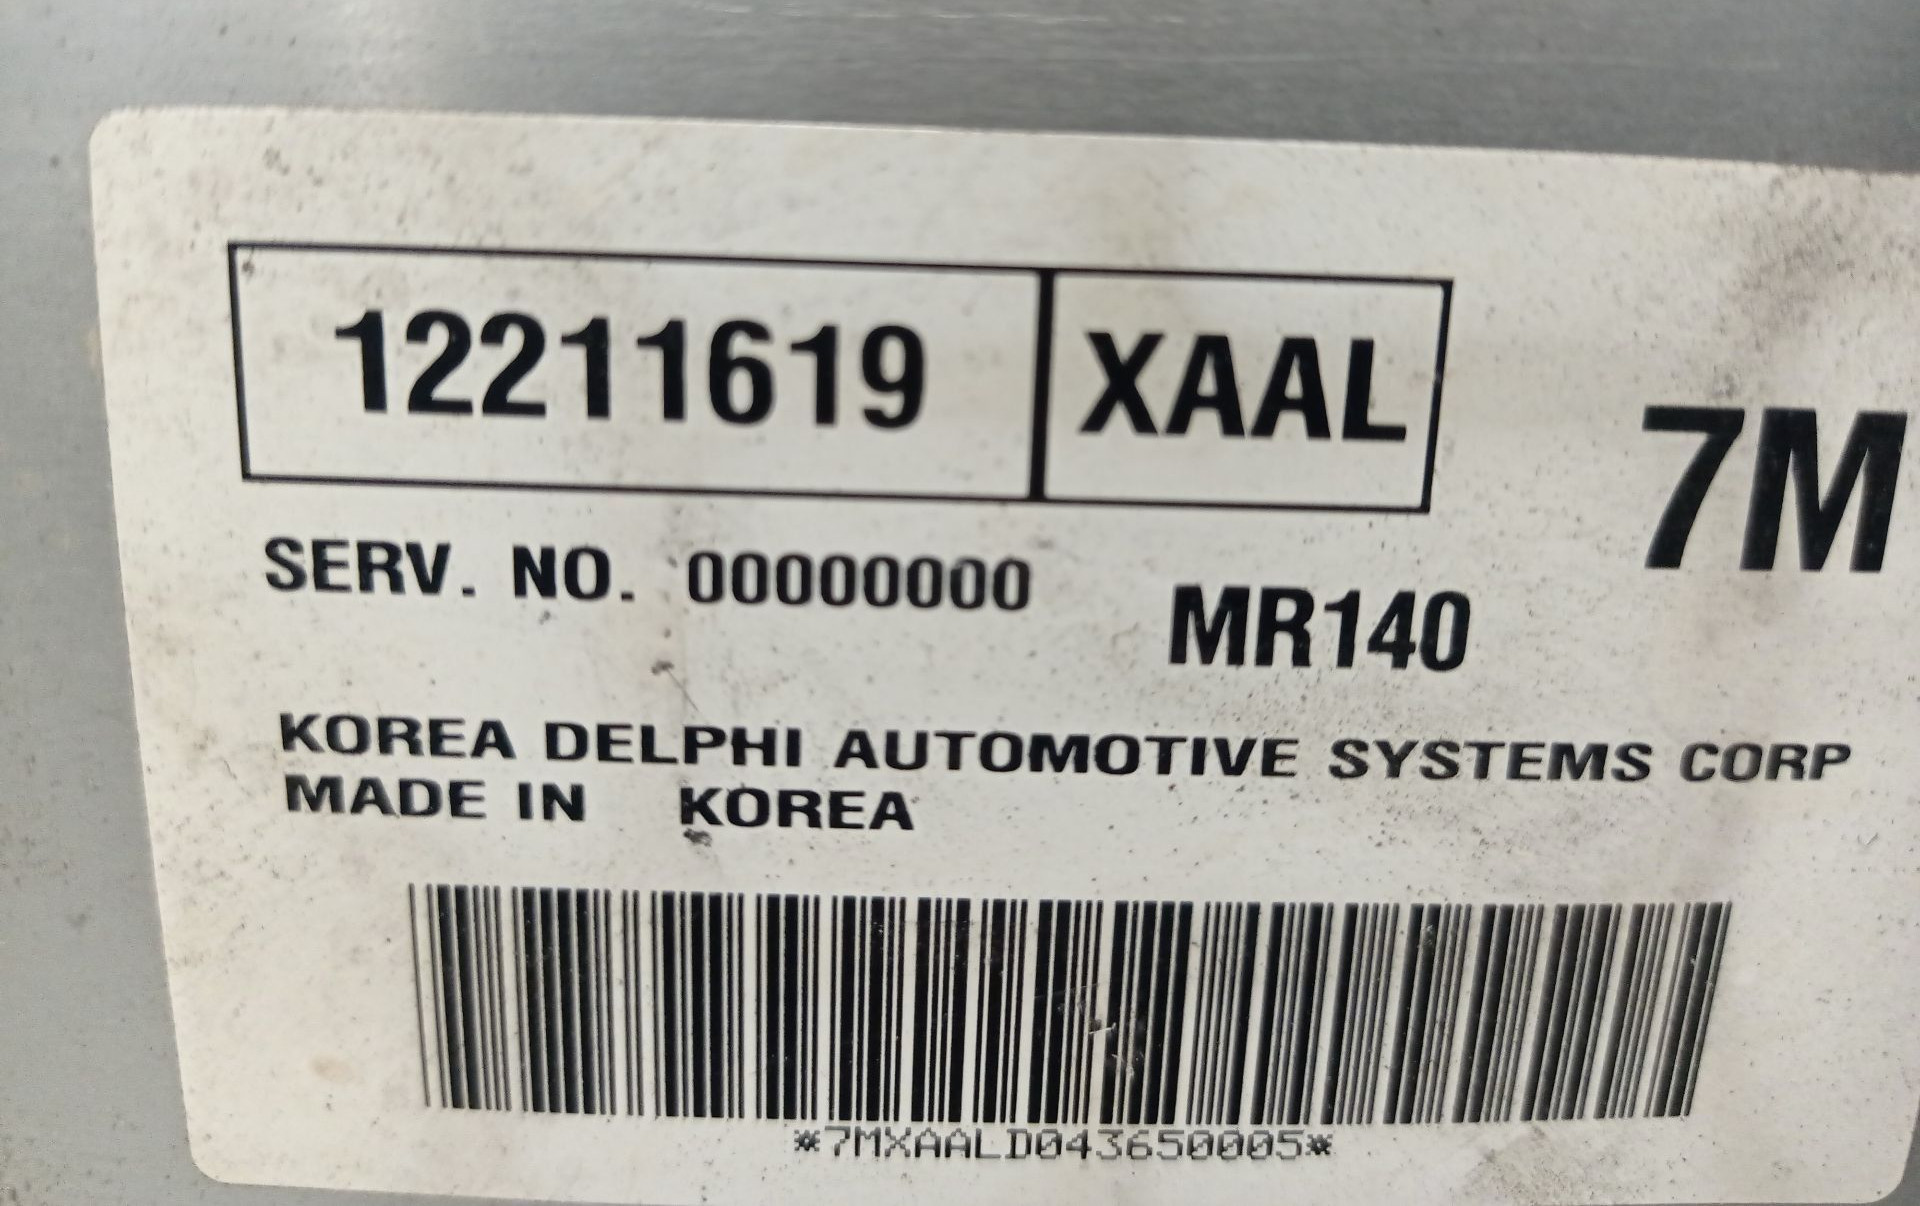 12211619 XAAL
7M
SERV. NO. 00000000
MR140
KOREA DELPHI AUTOMOTIVE SYSTEMS CORP
MADE IN KOREA
*7MXAALD043650005*